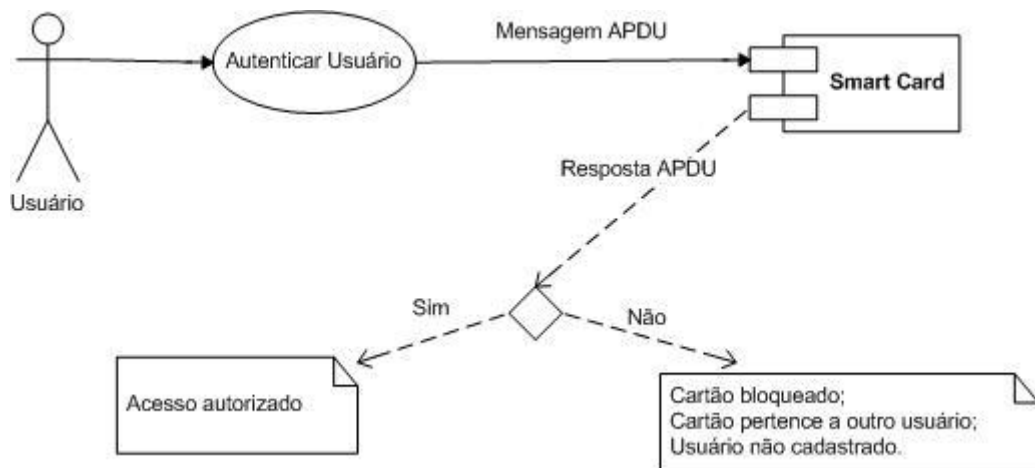 Mensagem APDU
Autenticar Usuário
Smart Card
Resposta APDU
Usuário
Sim
Não
Acesso autorizado
Cartão bloqueado;
Cartão pertence a outro usuário;
Usuário não cadastrado.